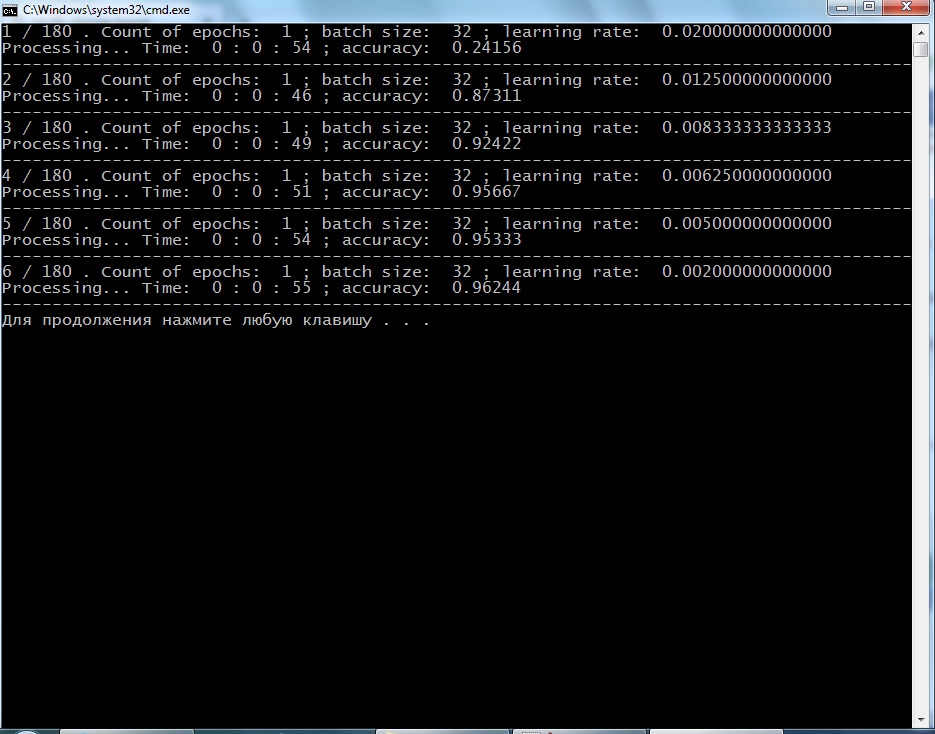 C:\Windows\system32\cmd.exe
1 / 180 . Count of epochs:  1 ; batch size:  32 ; learning rate:  0.020000000000000
Processing... Time:  0 : 0 : 54 ; accuracy:  0.24156
-------------------------------------------------------------------------------------------
2 / 180 . Count of epochs:  1 ; batch size:  32 ; learning rate:  0.012500000000000
Processing... Time:  0 : 0 : 46 ; accuracy:  0.87311
-------------------------------------------------------------------------------------------
3 / 180 . Count of epochs:  1 ; batch size:  32 ; learning rate:  0.008333333333333
Processing... Time:  0 : 0 : 49 ; accuracy:  0.92422
-------------------------------------------------------------------------------------------
4 / 180 . Count of epochs:  1 ; batch size:  32 ; learning rate:  0.006250000000000
Processing... Time:  0 : 0 : 51 ; accuracy:  0.95667
-------------------------------------------------------------------------------------------
5 / 180 . Count of epochs:  1 ; batch size:  32 ; learning rate:  0.005000000000000
Processing... Time:  0 : 0 : 54 ; accuracy:  0.95333
-------------------------------------------------------------------------------------------
6 / 180 . Count of epochs:  1 ; batch size:  32 ; learning rate:  0.002000000000000
Processing... Time:  0 : 0 : 55 ; accuracy:  0.96244
-------------------------------------------------------------------------------------------
Для продолжения нажмите любую клавишу . . .